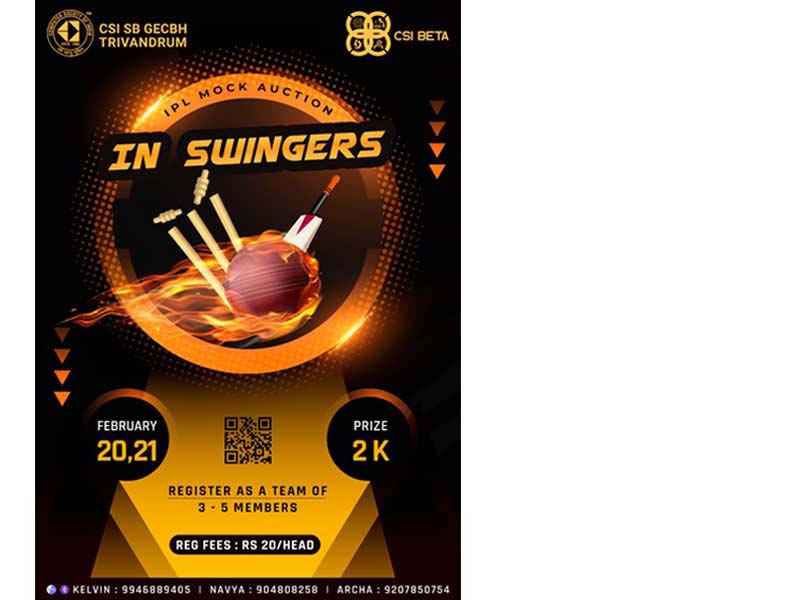 CSI SB GECBH
TRIVANDRUM
CSI BETA
IPL MOCK AUCTION
IN SWINGERS
FEBRUARY
20,21
PRIZE
2 K
REGISTER AS A TEAM OF
3 - 5 MEMBERS
REG FEES : RS 20/HEAD
KELVIN : 9946889405 | NAVYA : 904808258 | ARCHA : 9207850754